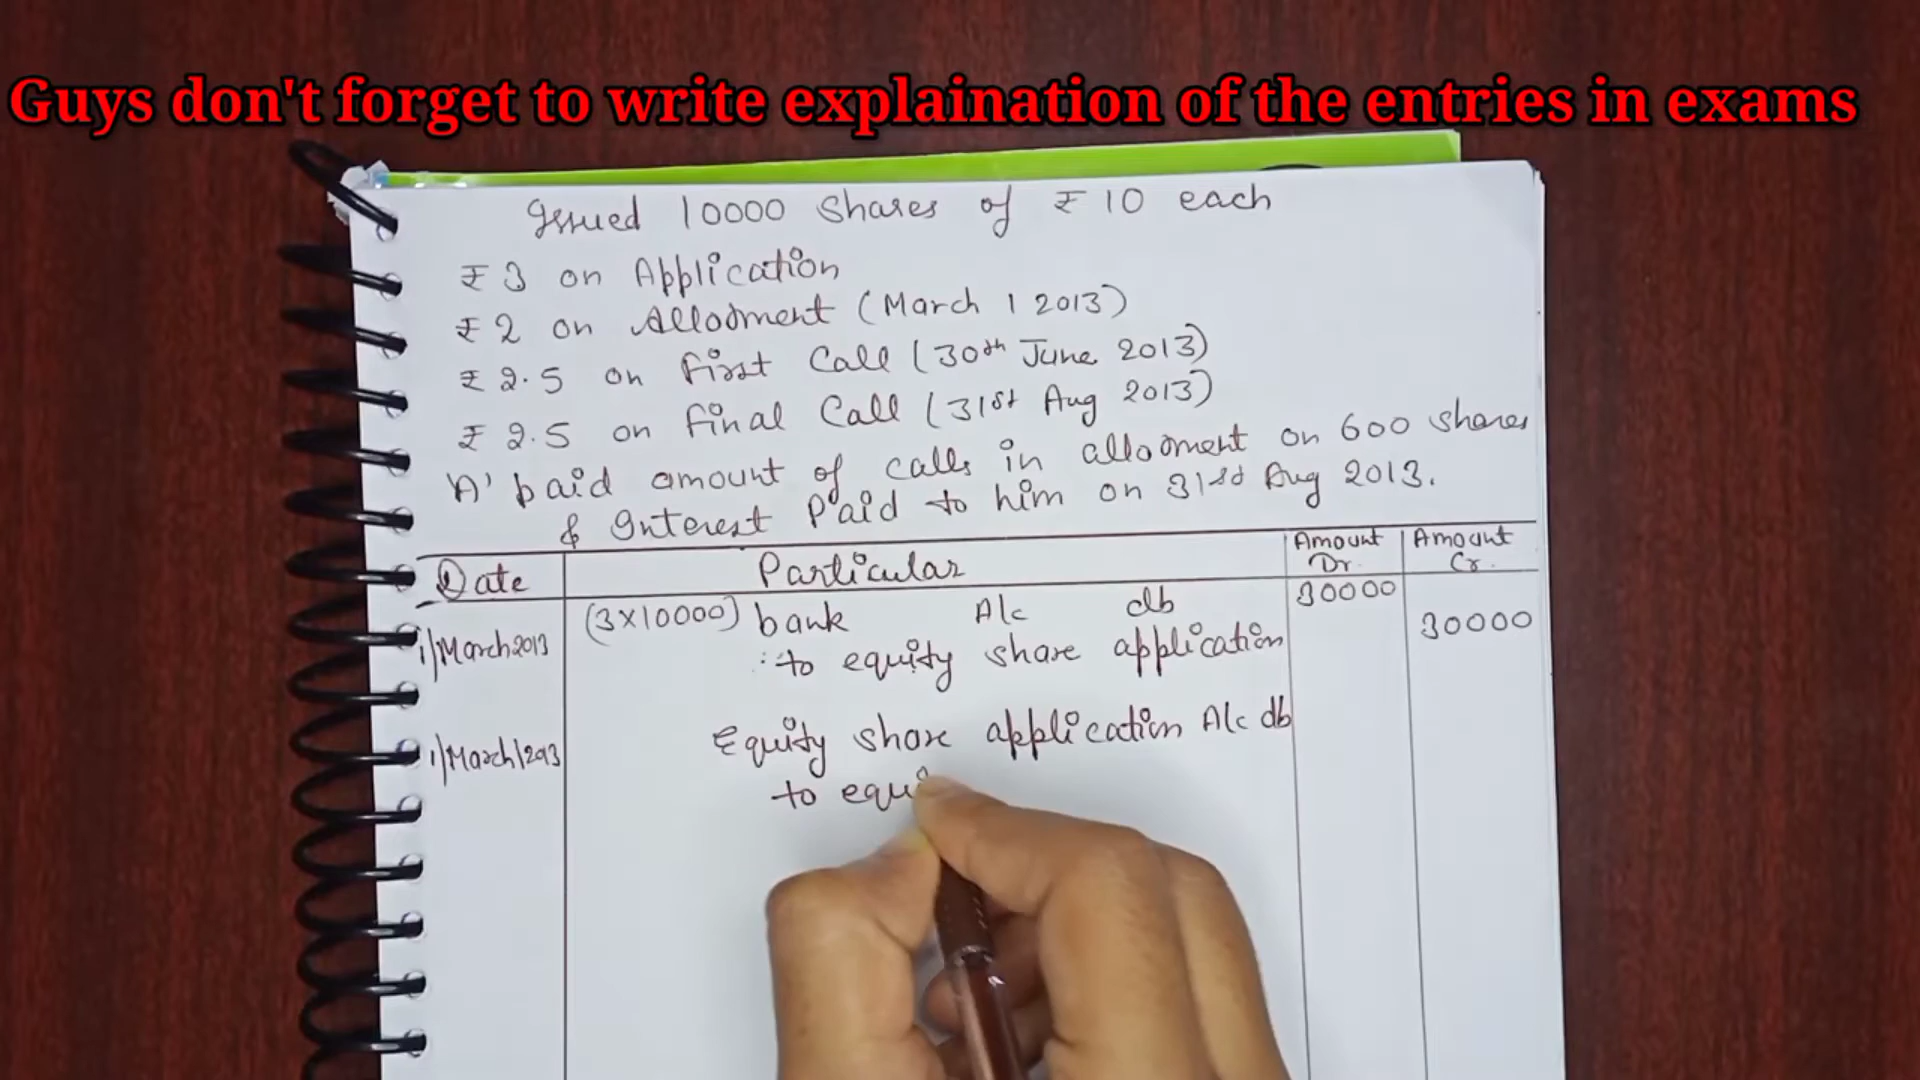 Guys don't forget to write explaination of the entries in exams
Issued 10000 shares of ₹ 10 each
₹ 3 on Application
₹ 2 on Allotment (March 1 2013)
₹ 2.5 on first Call (30th June 2013)
₹ 2.5 on final Call (31st Aug 2013)
'A' paid amount of calls in allotment on 600 shares
& Interest Paid to him on 31st Aug 2013.
Date Particular Amount Dr. Amount Cr.
1/March 2013 (3×10000) bank A/c db 30000
to equity share application 30000
1/March/2013 Equity share application A/c db
to equi